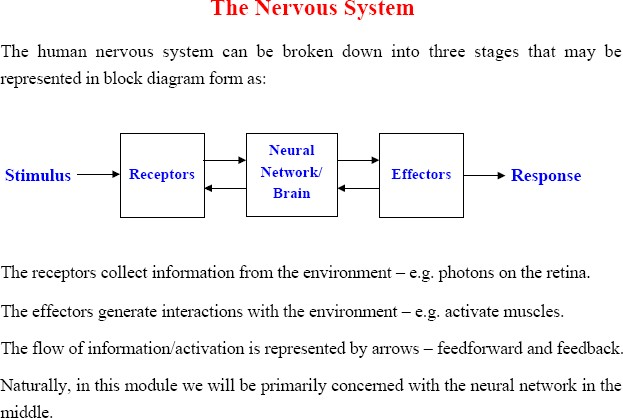 The Nervous System
The human nervous system can be broken down into three stages that may be
represented in block diagram form as:
Stimulus
Receptors
Neural
Network/
Brain
Effectors
Response
The receptors collect information from the environment – e.g. photons on the retina.
The effectors generate interactions with the environment – e.g. activate muscles.
The flow of information/activation is represented by arrows – feedforward and feedback.
Naturally, in this module we will be primarily concerned with the neural network in the
middle.